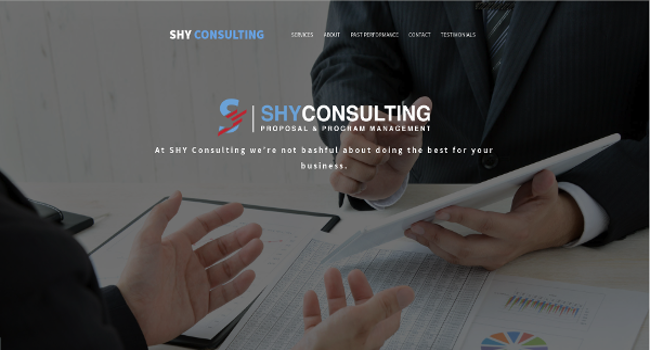 SHY CONSULTING SERVICES ABOUT PAST PERFORMANCE CONTACT TESTIMONIALS
S SHYCONSULTING
PROPOSAL & PROGRAM MANAGEMENT
At SHY Consulting we're not bashful about doing the best for your
business.